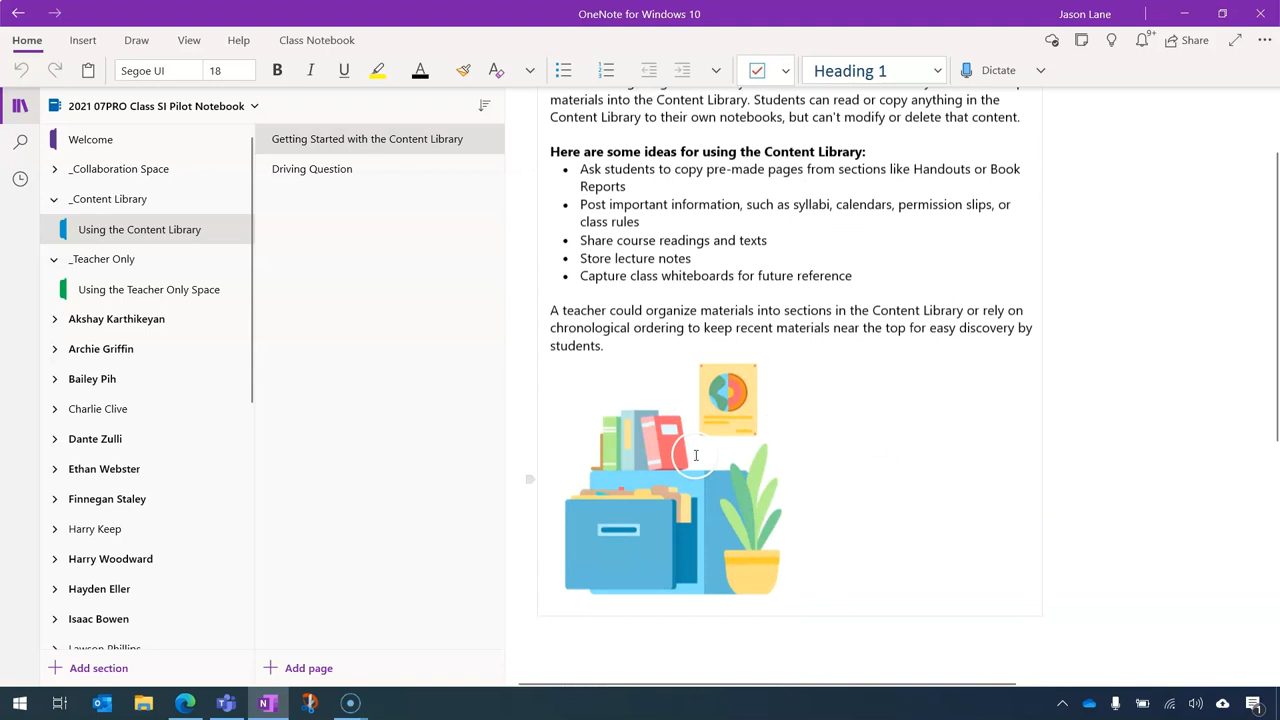 OneNote for Windows 10
Jason Lane
Home Insert Draw View Help Class Notebook
9+
Share
Segoe UI 18
B I U A
Heading 1
Dictate
2021 07PRO Class SI Pilot Notebook
Welcome
_Collaboration Space
_Content Library
Using the Content Library
_Teacher Only
Using the Teacher Only Space
Akshay Karthikeyan
Archie Griffin
Bailey Pih
Charlie Clive
Dante Zulli
Ethan Webster
Finnegan Staley
Harry Keep
Harry Woodward
Hayden Eller
Isaac Bowen
Lawson Phillips
Add section
Getting Started with the Content Library
Driving Question
Add page
materials into the Content Library. Students can read or copy anything in the
Content Library to their own notebooks, but can't modify or delete that content.
Here are some ideas for using the Content Library:
• Ask students to copy pre-made pages from sections like Handouts or Book
Reports
• Post important information, such as syllabi, calendars, permission slips, or
class rules
• Share course readings and texts
• Store lecture notes
• Capture class whiteboards for future reference
A teacher could organize materials into sections in the Content Library or rely on
chronological ordering to keep recent materials near the top for easy discovery by
students.